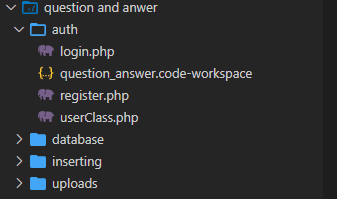 question and anwer
auth
login.php
question_answer.code-workspace
register.php
userClass.php
database
inserting
uploads